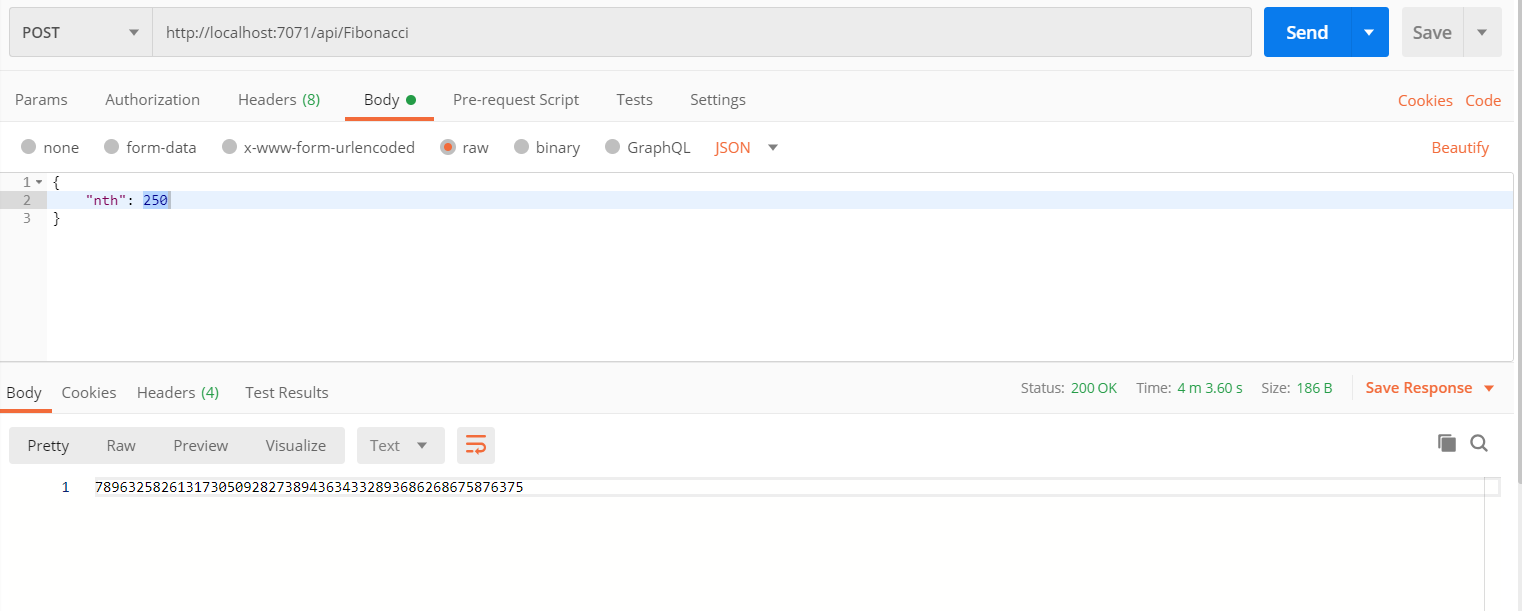 POST http://localhost:7071/api/Fibonacci Send Save
Params Authorization Headers (8) Body Pre-request Script Tests Settings Cookies Code
none form-data x-www-form-urlencoded raw binary GraphQL JSON Beautify
1 {
2 "nth": 250
3 }
Body Cookies Headers (4) Test Results Status: 200 OK Time: 4 m 3.60 s Size: 186 B Save Response
Pretty Raw Preview Visualize Text
1 7896325826131730509282738943634332893686268675876375